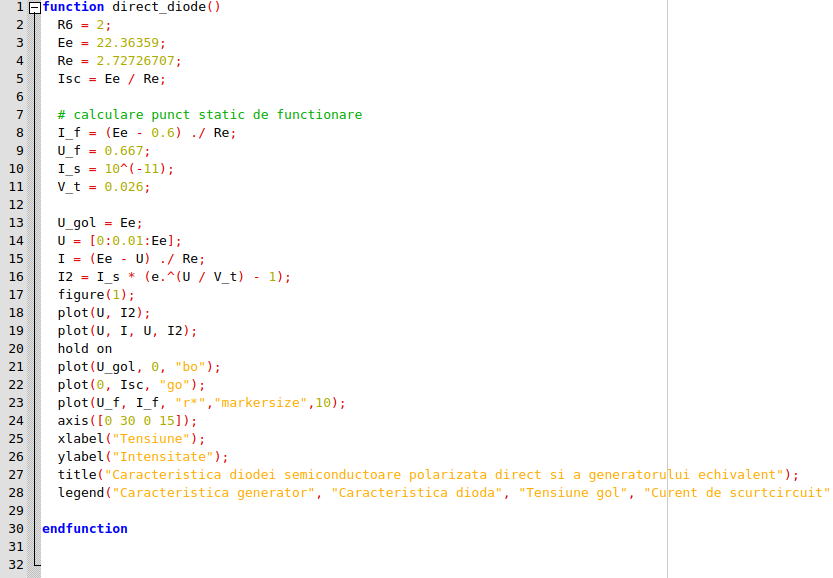 1 function direct_diode()
2 R6 = 2;
3 Ee = 22.36359;
4 Re = 2.72726707;
5 Isc = Ee / Re;
6
7 # calculare punct static de functionare
8 I_f = (Ee - 0.6) ./ Re;
9 U_f = 0.667;
10 I_s = 10^(-11);
11 V_t = 0.026;
12
13 U_gol = Ee;
14 U = [0:0.01:Ee];
15 I = (Ee - U) ./ Re;
16 I2 = I_s * (e.^(U / V_t) - 1);
17 figure(1);
18 plot(U, I2);
19 plot(U, I, U, I2);
20 hold on
21 plot(U_gol, 0, "bo");
22 plot(0, Isc, "go");
23 plot(U_f, I_f, "r*","markersize",10);
24 axis([0 30 0 15]);
25 xlabel("Tensiune");
26 ylabel("Intensitate");
27 title("Caracteristica diodei semiconductoare polarizata direct si a generatorului echivalent");
28 legend("Caracteristica generator", "Caracteristica dioda", "Tensiune gol", "Curent de scurtcircuit"
29
30 endfunction
31
32